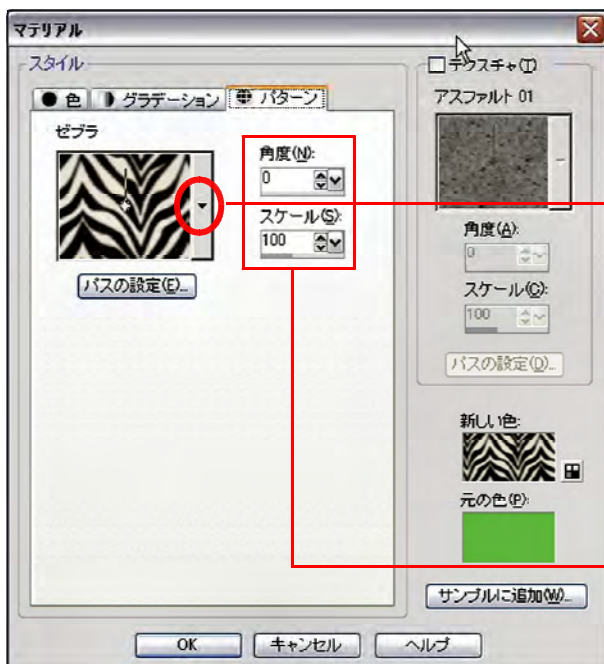 マテリアル
スタイル
色
グラデーション
パターン
ゼブラ
角度(N):
0
スケール(S):
100
パスの設定(E)...
テクスチャ(T)
アスファルト 01
角度(A):
0
スケール(C):
100
パスの設定(D)...
新しい色:
元の色(P):
サンプルに追加(W)...
OK
キャンセル
ヘルプ